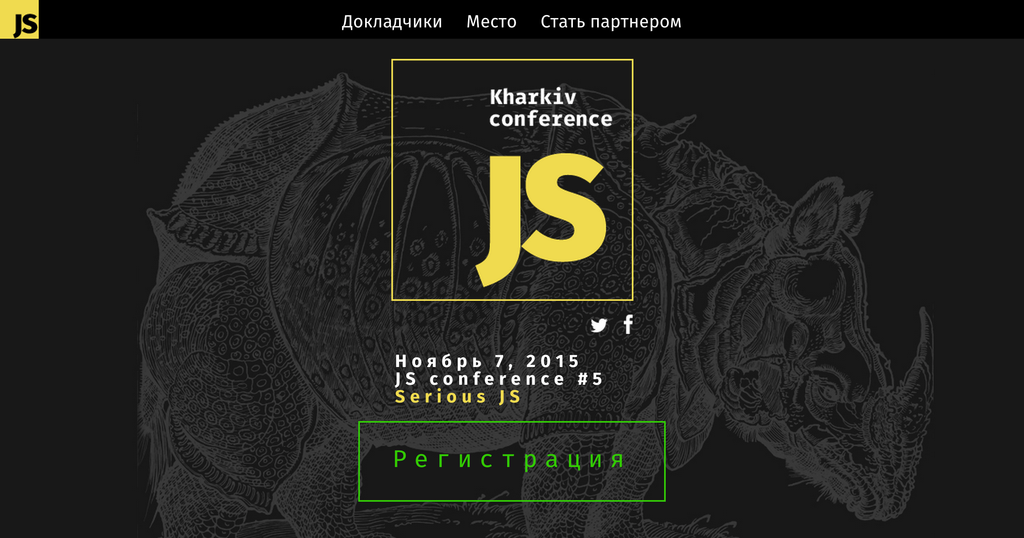 JS
Докладчики Место Стать партнером
Kharkiv
conference
JS
Ноябрь 7, 2015
JS conference #5
Serious JS
Регистрация